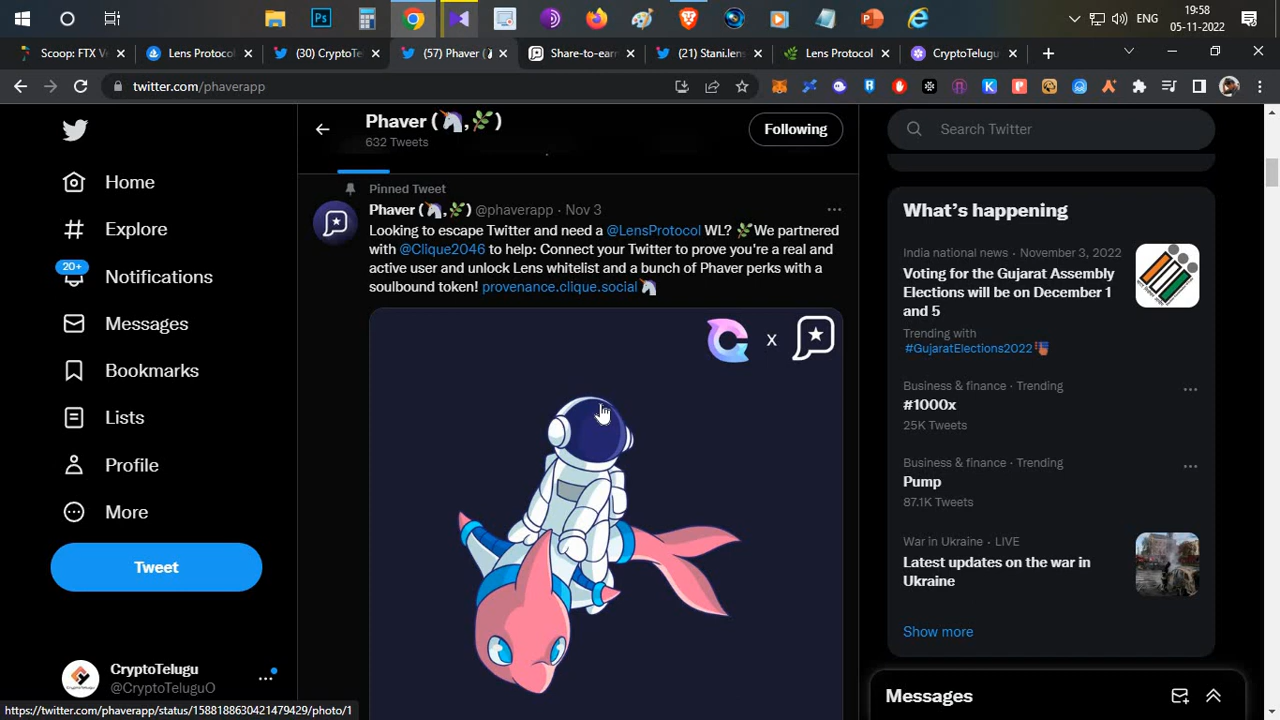 19:58
ENG
05-11-2022
Scoop: FTX V
Lens Protoco
(30) CryptoTe
(57) Phaver (
Share-to-earn
(21) Stani.lens
Lens Protocol
CryptoTelugu
twitter.com/phaverapp
Phaver (🦄,🌿)
632 Tweets
Following
Search Twitter
Home
Explore
20+
Notifications
Messages
Bookmarks
Lists
Profile
More
Tweet
CryptoTelugu
@CryptoTeluguO
Pinned Tweet
Phaver (🦄,🌿) @phaverapp · Nov 3
Looking to escape Twitter and need a @LensProtocol WL? 🌿We partnered
with @Clique2046 to help: Connect your Twitter to prove you're a real and
active user and unlock Lens whitelist and a bunch of Phaver perks with a
soulbound token! provenance.clique.social🦄
x
What's happening
India national news · November 3, 2022
Voting for the Gujarat Assembly
Elections will be on December 1
and 5
Trending with
#GujaratElections2022
Business & finance · Trending
#1000x
25K Tweets
Business & finance · Trending
Pump
87.1K Tweets
War in Ukraine · LIVE
Latest updates on the war in
Ukraine
Show more
Messages
https://twitter.com/phaverapp/status/1588188630421479429/photo/1